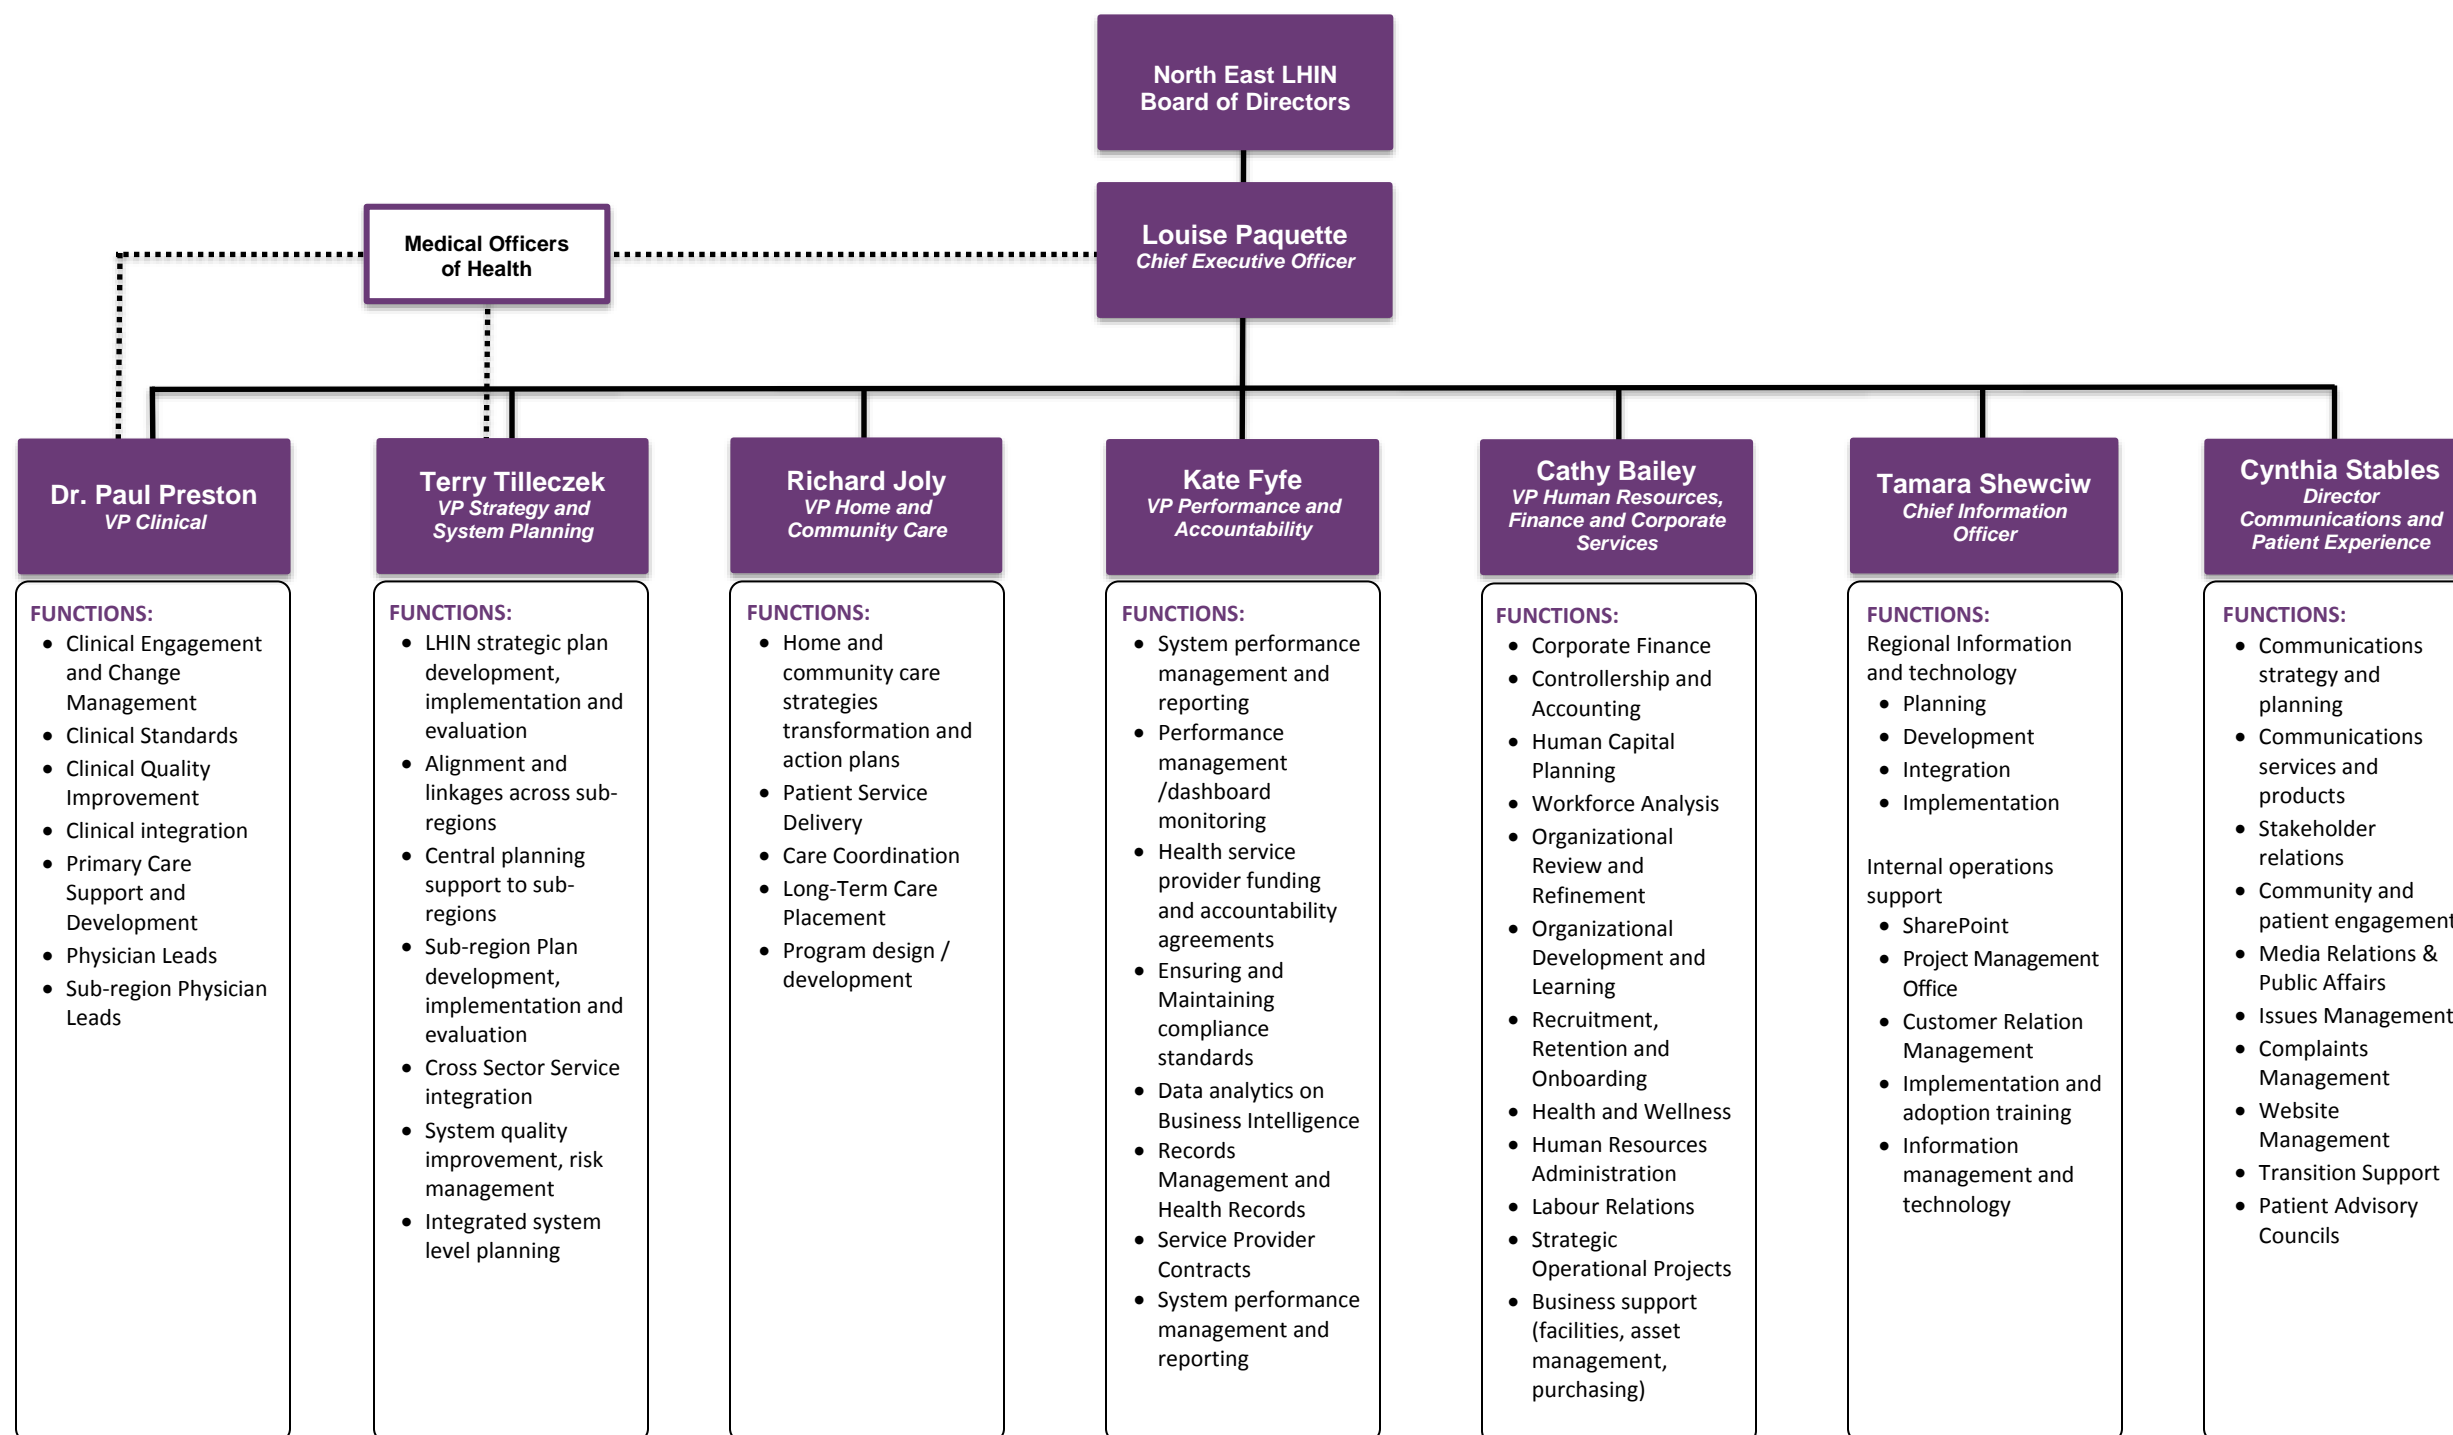 North East LHIN
Board of Directors
Louise Paquette
Chief Executive Officer
Medical Officers
of Health
Dr. Paul Preston
VP Clinical
FUNCTIONS:
• Clinical Engagement
and Change
Management
• Clinical Standards
• Clinical Quality
Improvement
• Clinical integration
• Primary Care
Support and
Development
• Physician Leads
• Sub-region Physician
Leads
Terry Tilleczek
VP Strategy and
System Planning
FUNCTIONS:
• LHIN strategic plan
development,
implementation and
evaluation
• Alignment and
linkages across sub-
regions
• Central planning
support to sub-
regions
• Sub-region Plan
development,
implementation and
evaluation
• Cross Sector Service
integration
• System quality
improvement, risk
management
• Integrated system
level planning
Richard Joly
VP Home and
Community Care
FUNCTIONS:
• Home and
community care
strategies
transformation and
action plans
• Patient Service
Delivery
• Care Coordination
• Long-Term Care
Placement
• Program design /
development
Kate Fyfe
VP Performance and
Accountability
FUNCTIONS:
• System performance
management and
reporting
• Performance
management
/dashboard
monitoring
• Health service
provider funding
and accountability
agreements
• Ensuring and
Maintaining
compliance
standards
• Data analytics on
Business Intelligence
• Records
Management and
Health Records
• Service Provider
Contracts
• System performance
management and
reporting
Cathy Bailey
VP Human Resources,
Finance and Corporate
Services
FUNCTIONS:
• Corporate Finance
• Controllership and
Accounting
• Human Capital
Planning
• Workforce Analysis
• Organizational
Review and
Refinement
• Organizational
Development and
Learning
• Recruitment,
Retention and
Onboarding
• Health and Wellness
• Human Resources
Administration
• Labour Relations
• Strategic
Operational Projects
• Business support
(facilities, asset
management,
purchasing)
Tamara Shewciw
Chief Information
Officer
FUNCTIONS:
Regional Information
and technology
• Planning
• Development
• Integration
• Implementation
Internal operations
support
• SharePoint
• Project Management
Office
• Customer Relation
Management
• Implementation and
adoption training
• Information
management and
technology
Cynthia Stables
Director
Communications and
Patient Experience
FUNCTIONS:
• Communications
strategy and
planning
• Communications
services and
products
• Stakeholder
relations
• Community and
patient engagement
• Media Relations &
Public Affairs
• Issues Management
• Complaints
Management
• Website
Management
• Transition Support
• Patient Advisory
Councils